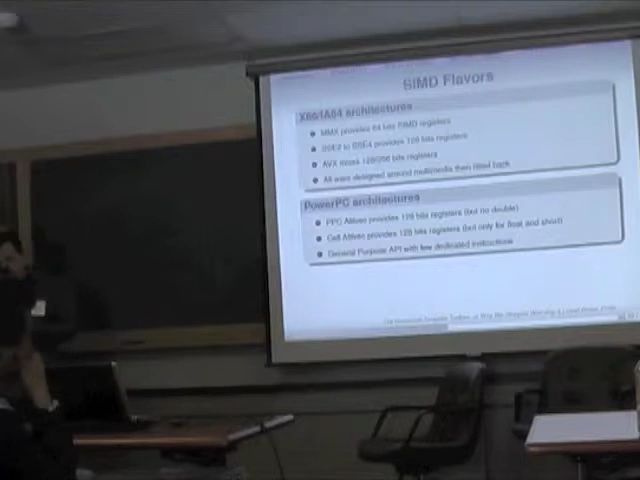 SIMD Flavors
X86/IA64 architectures
MMX provides 64 bits SIMD registers
SSE2 to SSE4 provides 128 bits registers
AVX mixes 128/256 bits registers
All were designed around multimedia then fitted back
PowerPC architectures
PPC Altivec provides 128 bits registers (but no double)
Cell Altivec provides 128 bits registers (but only for float and short)
General Purpose API with few dedicated instructions